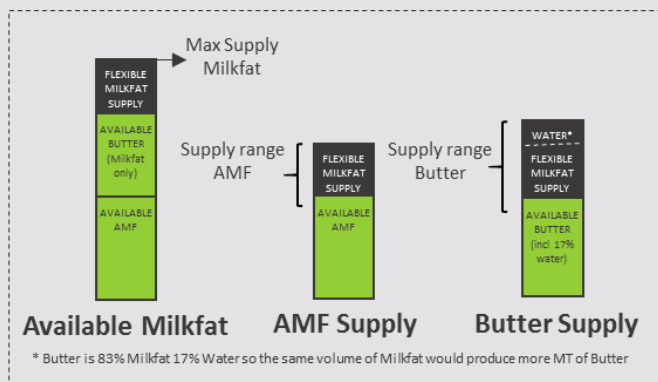 Max Supply
Milkfat
FLEXIBLE
MILKFAT
SUPPLY
AVAILABLE
BUTTER
(Milkfat
only)
AVAILABLE
AMF
Available Milkfat
Supply range
AMF
FLEXIBLE
MILKFAT
SUPPLY
AVAILABLE
AMF
AMF Supply
Supply range
Butter
WATER*
FLEXIBLE
MILKFAT
SUPPLY
AVAILABLE
BUTTER
(incl 17%
water)
Butter Supply
* Butter is 83% Milkfat 17% Water so the same volume of Milkfat would produce more MT of Butter